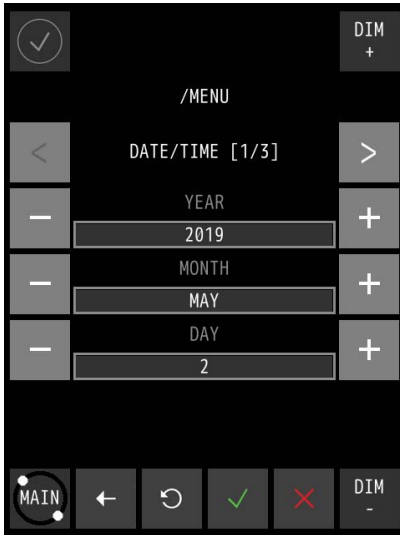 DIM
+
/MENU
< DATE/TIME [1/3] >
YEAR
− 2019 +
MONTH
− MAY +
DAY
− 2 +
MAIN
DIM
-